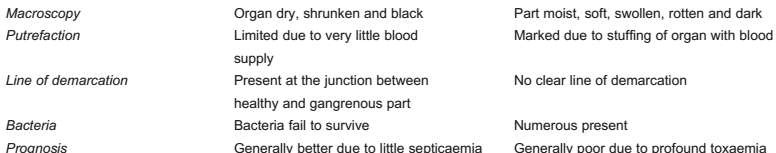 Macroscopy Organ dry, shrunken and black Part moist, soft, swollen, rotten and dark
Putrefaction Limited due to very little blood Marked due to stuffing of organ with blood
supply
Line of demarcation Present at the junction between No clear line of demarcation
healthy and gangrenous part
Bacteria Bacteria fail to survive Numerous present
Prognosis Generally better due to little septicaemia Generally poor due to profound toxaemia